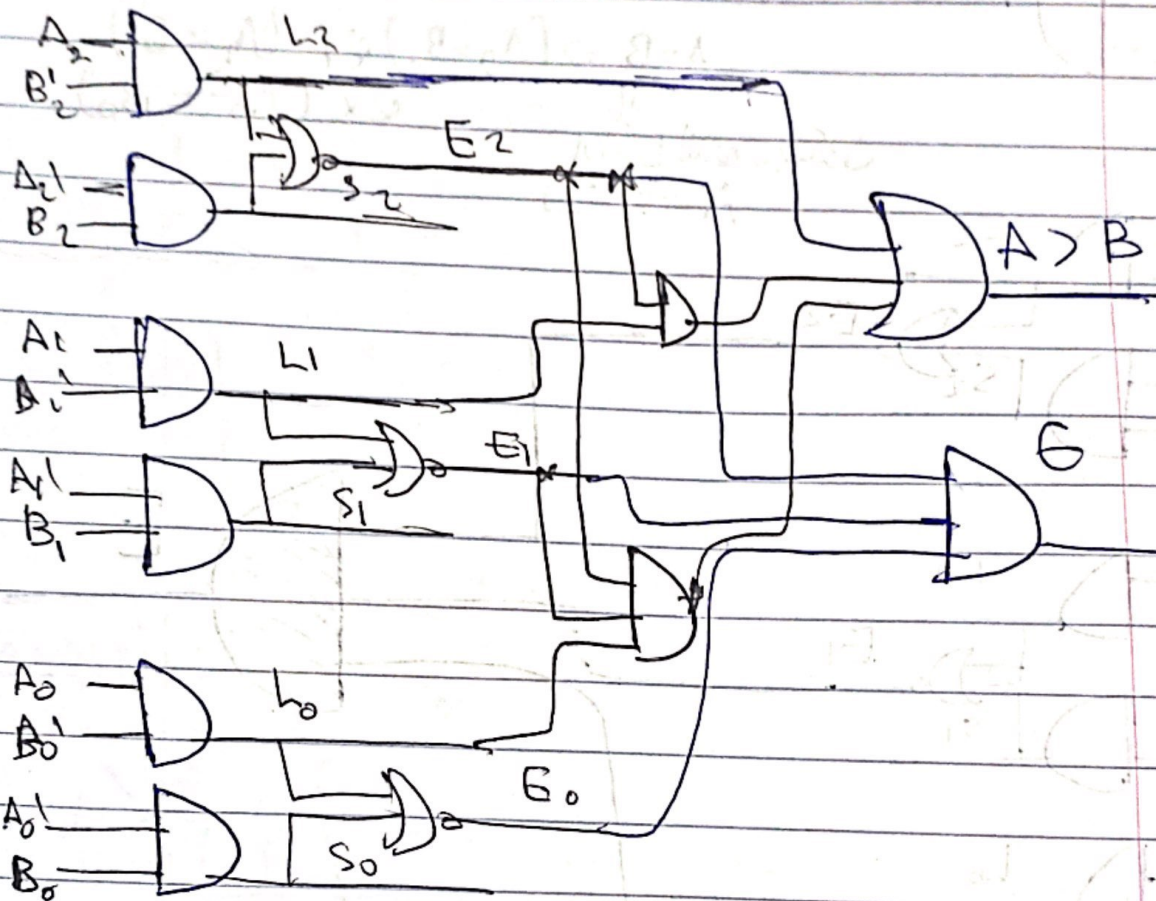 A₂ L₂
B₂'
E₂
A₂' S₂
B₂
A > B
A₁ L₁
B₁'
E₁ E
A₁' S₁
B₁
A₀ L₀
B₀'
E₀
A₀' S₀
B₀